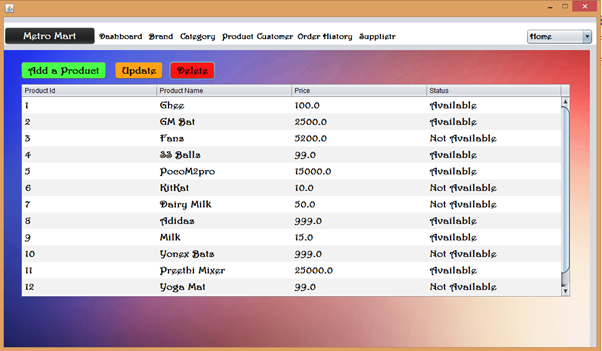 Metro Mart Dashboard Brand Category Product Customer Order History Supplietr Home
Add a Product Update Delete
Product Id Product Name Price Status
1 Ghee 100.0 Available
2 GM Bat 2500.0 Available
3 Fans 5200.0 Not Available
4 SS Balls 99.0 Available
5 PocoM2pro 15000.0 Available
6 KitKat 10.0 Not Available
7 Dairy Milk 50.0 Not Available
8 Adidas 999.0 Available
9 Milk 15.0 Available
10 Yonex Bats 999.0 Not Available
11 Preethi Mixer 25000.0 Available
12 Yoga Mat 99.0 Not Available